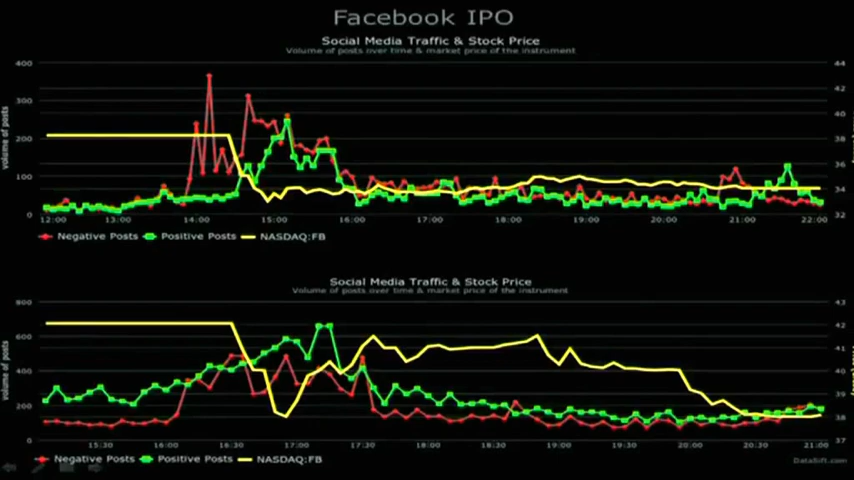 Facebook IPO
Social Media Traffic & Stock Price
Volume of posts over time & market price of the instrument
400 44
42
300 40
200 38
36
100 34
0 32
volume of posts
12:00 13:00 14:00 15:00 16:00 17:00 18:00 19:00 20:00 21:00 22:00
Negative Posts Positive Posts NASDAQ:FB
Social Media Traffic & Stock Price
Volume of posts over time & market price of the instrument
800 43
42
600 41
400 40
39
200 38
0 37
volume of posts
15:30 16:00 16:30 17:00 17:30 18:00 18:30 19:00 19:30 20:00 20:30 21:00
Negative Posts Positive Posts NASDAQ:FB
DataSift.com